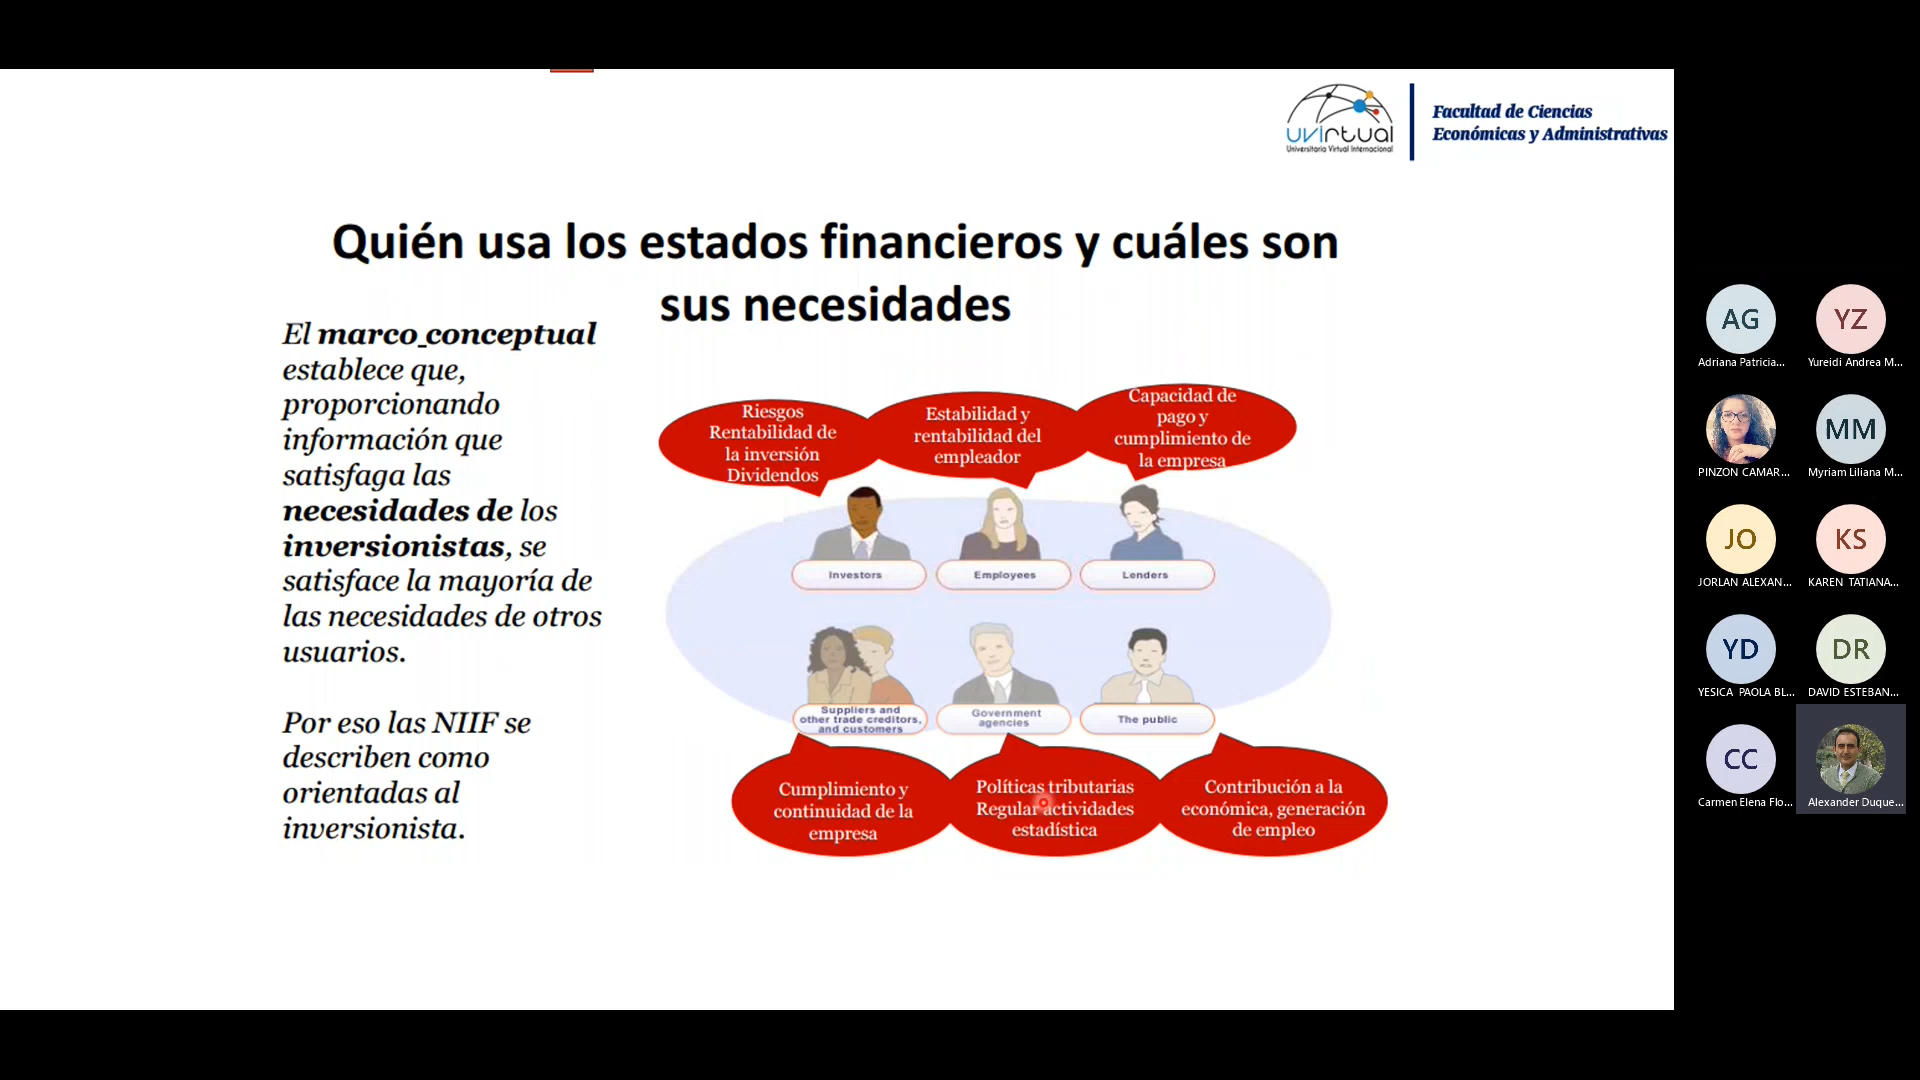 uvirtual
Universitaria Virtual Internacional
Facultad de Ciencias
Económicas y Administrativas
Quién usa los estados financieros y cuáles son
sus necesidades
El marco_conceptual
establece que,
proporcionando
información que
satisfaga las
necesidades de los
inversionistas, se
satisface la mayoría de
las necesidades de otros
usuarios.
Por eso las NIIF se
describen como
orientadas al
inversionista.
Riesgos
Rentabilidad de
la inversión
Dividendos
Estabilidad y
rentabilidad del
empleador
Capacidad de
pago y
cumplimiento de
la empresa
Investors
Employees
Lenders
Suppliers and
other trade creditors,
and customers
Government
agencies
The public
Cumplimiento y
continuidad de la
empresa
Políticas tributarias
Regular actividades
estadística
Contribución a la
económica, generación
de empleo
AG
Adriana Patricia...
YZ
Yureidi Andrea M...
PINZON CAMAR...
MM
Myriam Liliana M...
JO
JORLAN ALEXAN...
KS
KAREN TATIANA...
YD
YESICA PAOLA BL...
DR
DAVID ESTEBAN...
CC
Carmen Elena Flo...
Alexander Duque...